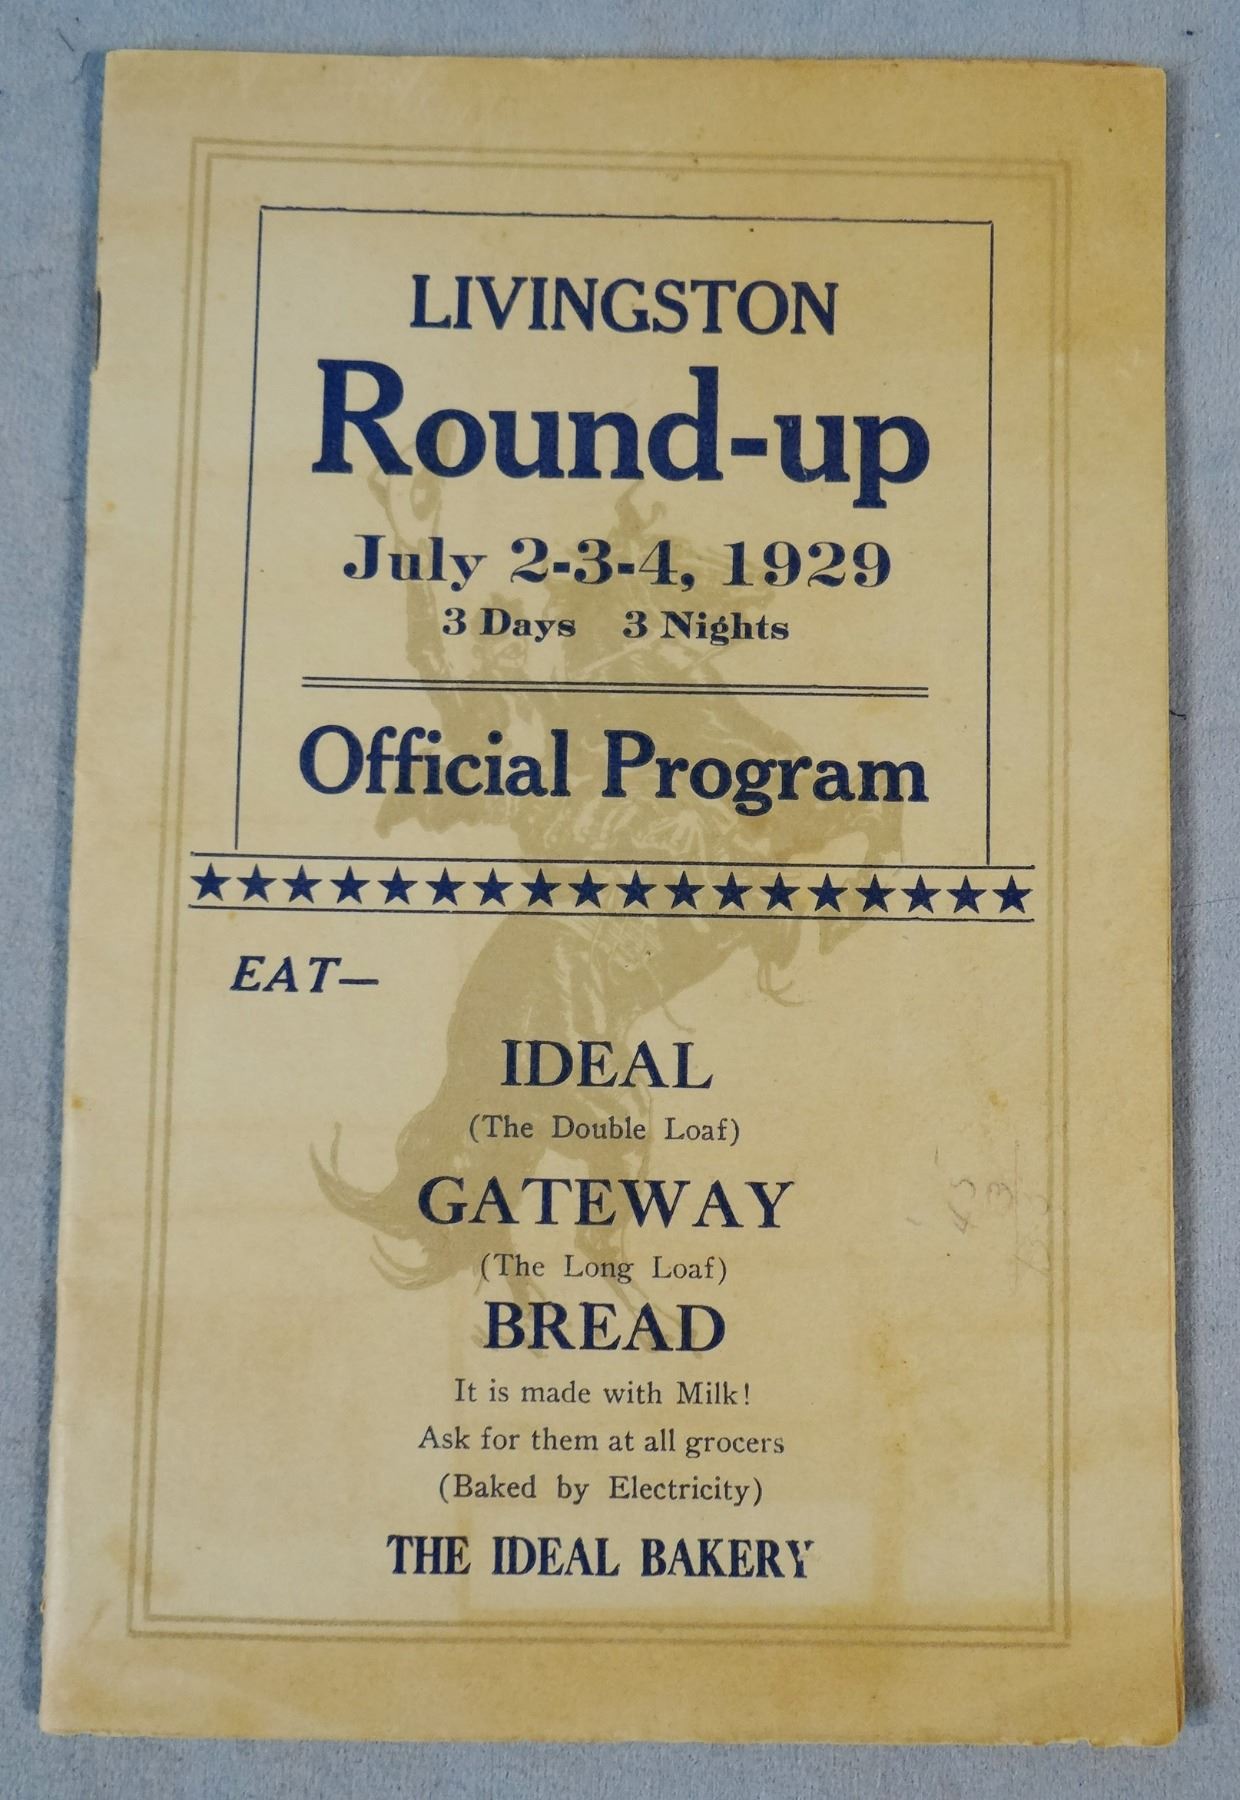 LIVINGSTON
Round-up
July 2-3-4, 1929
3 Days 3 Nights
Official Program
EAT—
IDEAL
(The Double Loaf)
GATEWAY
(The Long Loaf)
BREAD
It is made with Milk!
Ask for them at all grocers
(Baked by Electricity)
THE IDEAL BAKERY